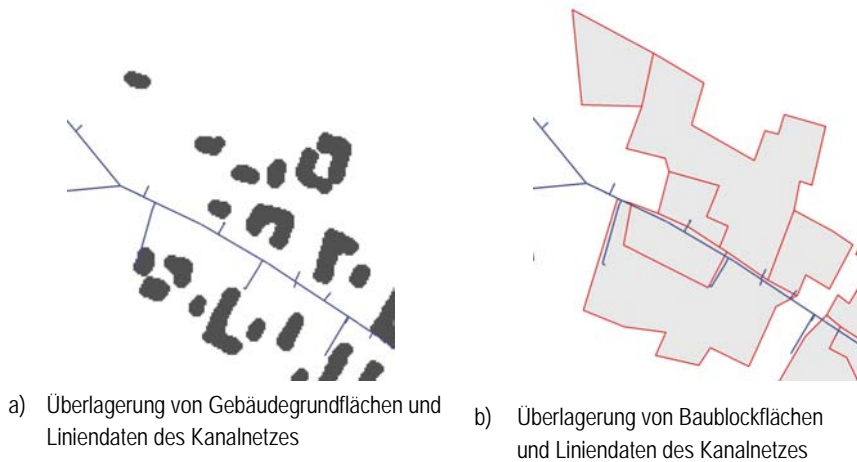 a) Überlagerung von Gebäudegrundflächen und
Liniendaten des Kanalnetzes
b) Überlagerung von Baublockflächen
und Liniendaten des Kanalnetzes